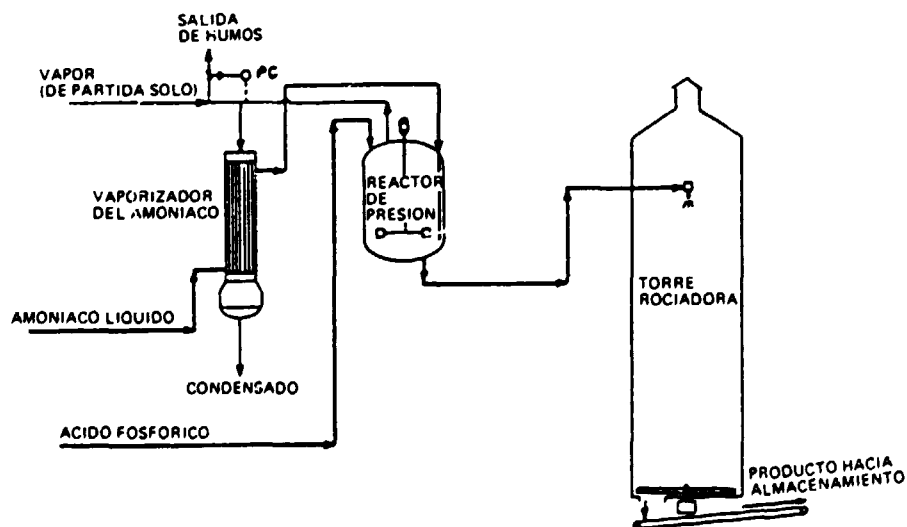 SALIDA
DE HUMOS
PC
VAPOR
(DE PARTIDA SOLO)
VAPORIZADOR
DEL AMONIACO
REACTOR
DE
PRESION
AMONIACO LIQUIDO
CONDENSADO
ACIDO FOSFORICO
TORRE
ROCIADORA
PRODUCTO HACIA
ALMACENAMIENTO